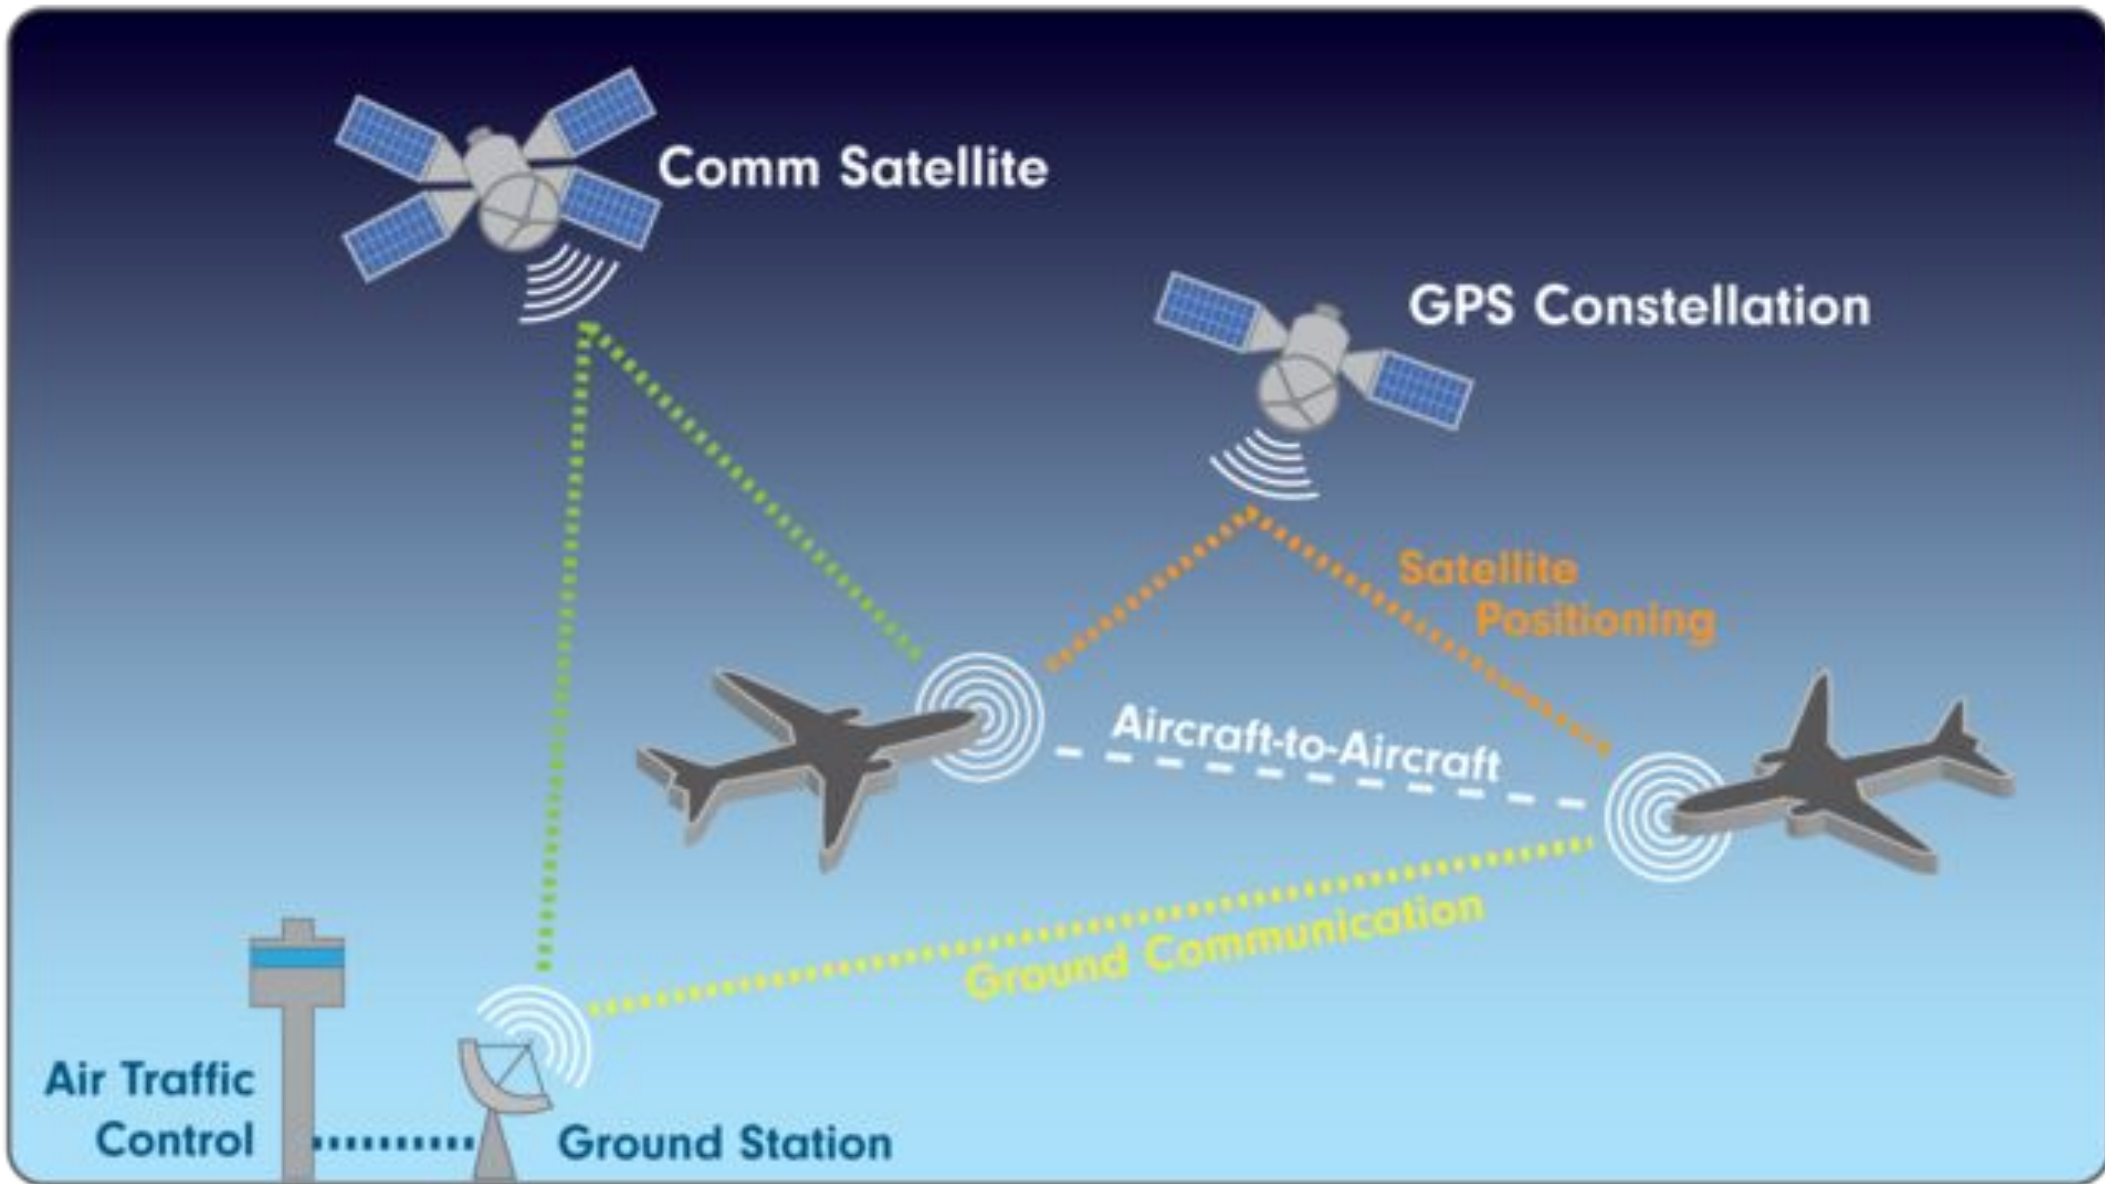 Comm Satellite
GPS Constellation
Satellite
Positioning
Aircraft-to-Aircraft
Ground Communication
Air Traffic
Control
Ground Station